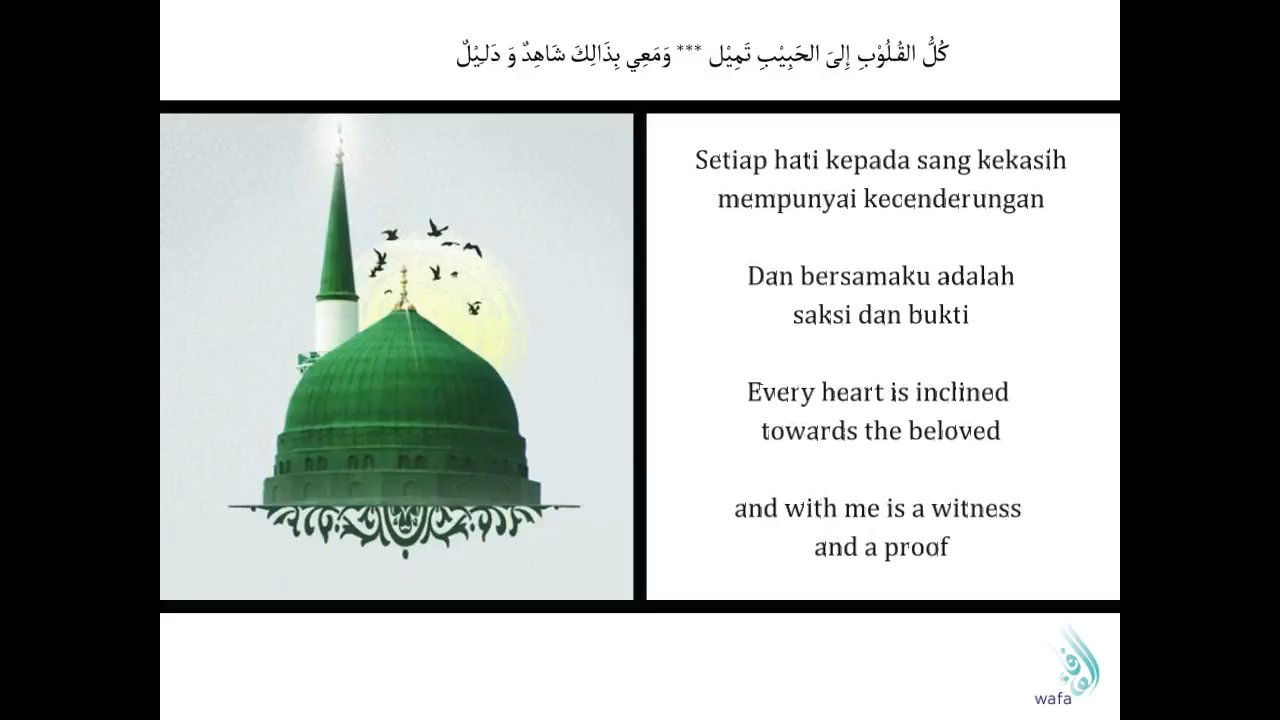 كُلُّ القُلُوْبِ إِلىَ الحَبِيْبِ تَمِيْل *** وَمَعِي بِذَالِكَ شَاهِدٌ وَ دَلِيْلٌ
Setiap hati kepada sang kekasih
mempunyai kecenderungan
Dan bersamaku adalah
saksi dan bukti
Every heart is inclined
towards the beloved
and with me is a witness
and a proof
wafa